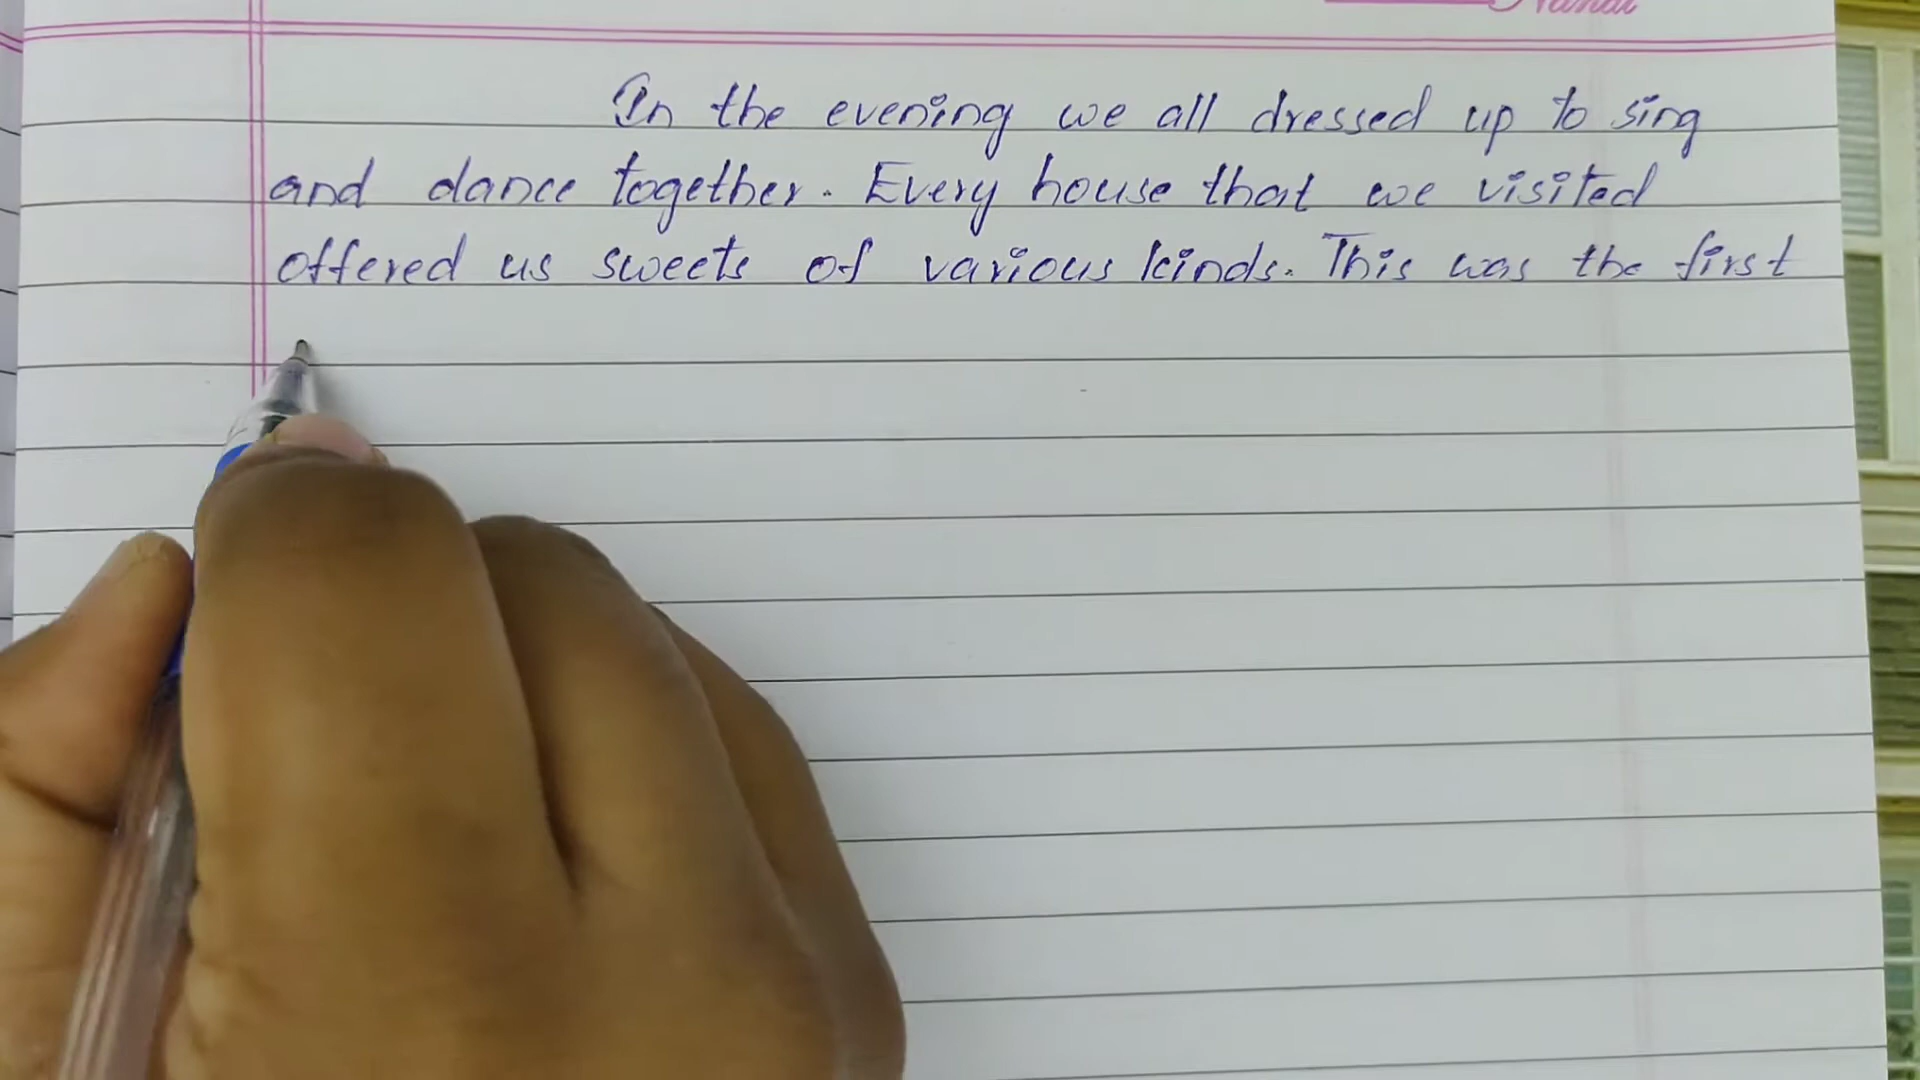 In the evening we all dressed up to sing
and dance together. Every house that we visited
offered us sweets of various kinds. This was the first